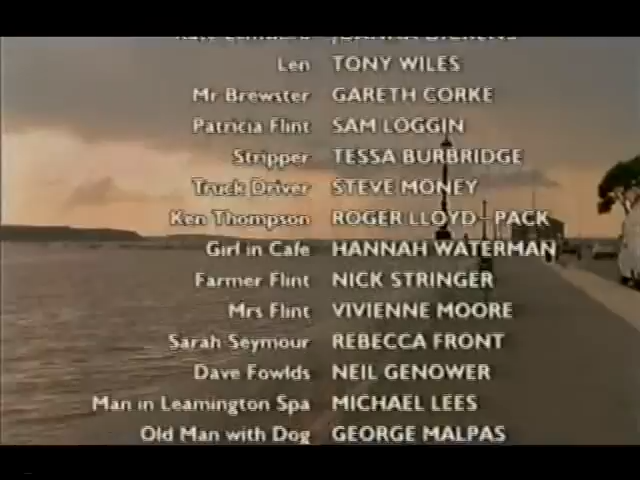 Len TONY WILES
Mr Brewster GARETH CORKE
Patricia Flint SAM LOGGIN
Stripper TESSA BURBRIDGE
Truck Driver STEVE MONEY
Ken Thompson ROGER LLOYD-PACK
Girl in Cafe HANNAH WATERMAN
Farmer Flint NICK STRINGER
Mrs Flint VIVIENNE MOORE
Sarah Seymour REBECCA FRONT
Dave Fowlds NEIL GENOWER
Man in Leamington Spa MICHAEL LEES
Old Man with Dog GEORGE MALPAS